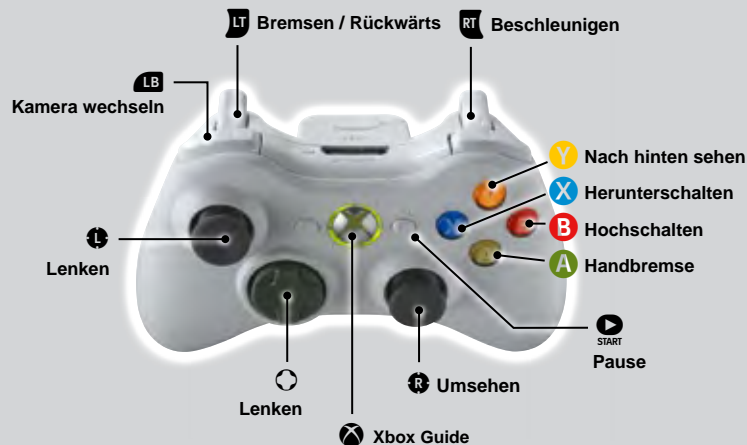 LT Bremsen / Rückwärts
RT Beschleunigen
LB
Kamera wechseln
Y Nach hinten sehen
X Herunterschalten
B Hochschalten
A Handbremse
L
Lenken
START
Pause
R Umsehen
Lenken
Xbox Guide